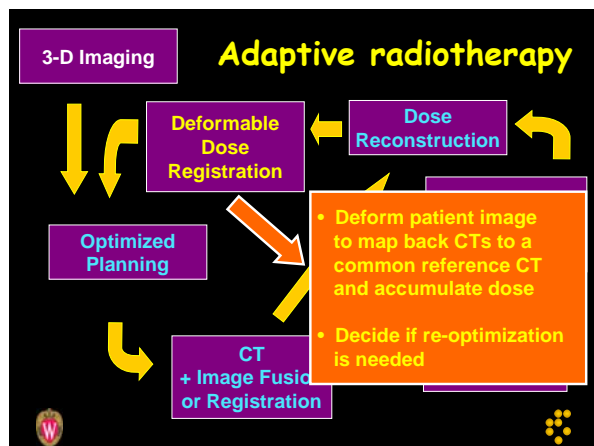 3-D Imaging
Adaptive radiotherapy
Deformable
Dose
Registration
Dose
Reconstruction
Optimized
Planning
• Deform patient image
to map back CTs to a
common reference CT
and accumulate dose
• Decide if re-optimization
is needed
CT
+ Image
or Registration
W